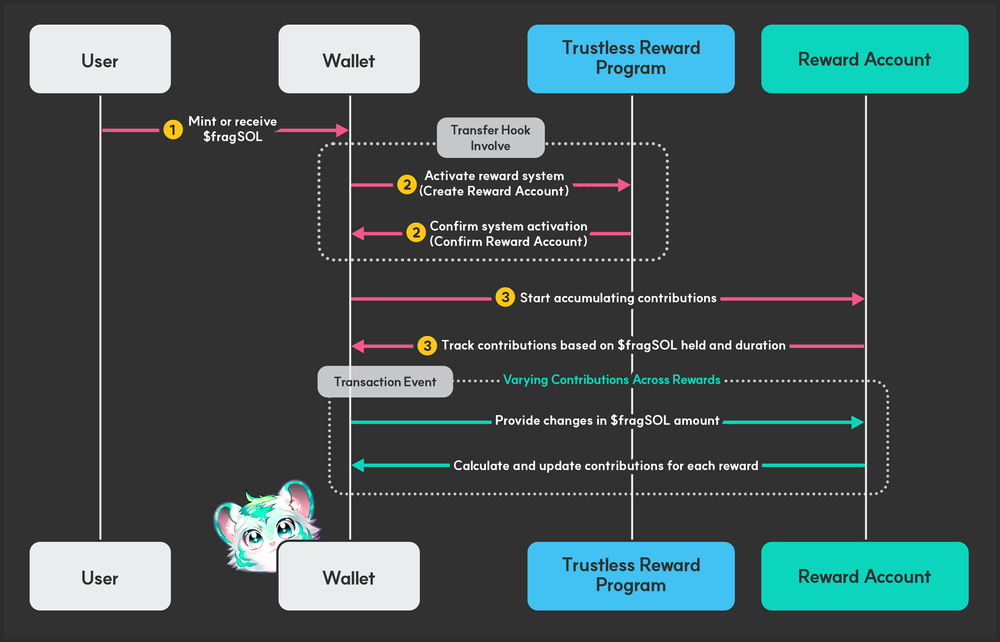 User
Wallet
Trustless Reward
Program
Reward Account
1
Mint or receive
$fragSOL
Transfer Hook
Involve
2
Activate reward system
(Create Reward Account)
2
Confirm system activation
(Confirm Reward Account)
3
Start accumulating contributions
3
Track contributions based on $fragSOL held and duration
Transaction Event
Varying Contributions Across Rewards
Provide changes in $fragSOL amount
Calculate and update contributions for each reward
User
Wallet
Trustless Reward
Program
Reward Account